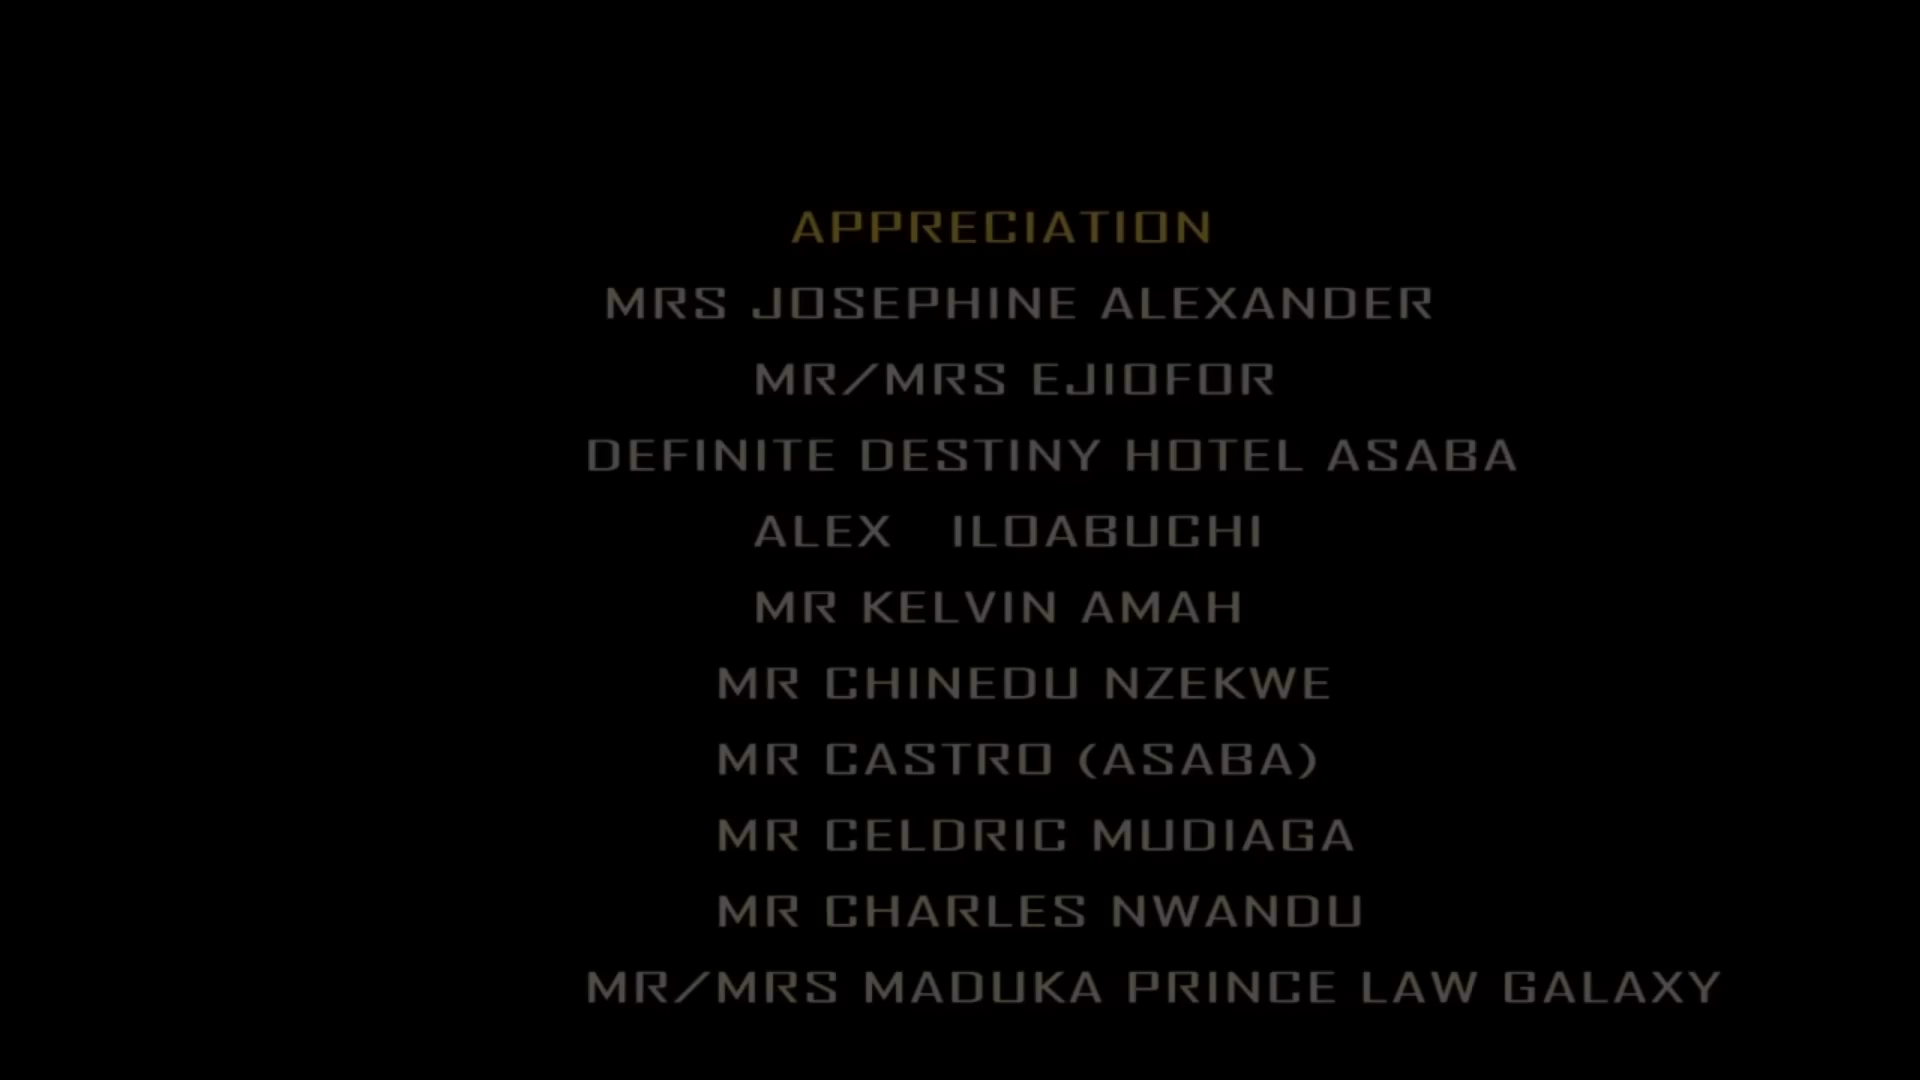 APPRECIATION
MRS JOSEPHINE ALEXANDER
MR/MRS EJIOFOR
DEFINITE DESTINY HOTEL ASABA
ALEX ILOABUCHI
MR KELVIN AMAH
MR CHINEDU NZEKWE
MR CASTRO (ASABA)
MR CELDRIC MUDIAGA
MR CHARLES NWANDU
MR/MRS MADUKA PRINCE LAW GALAXY